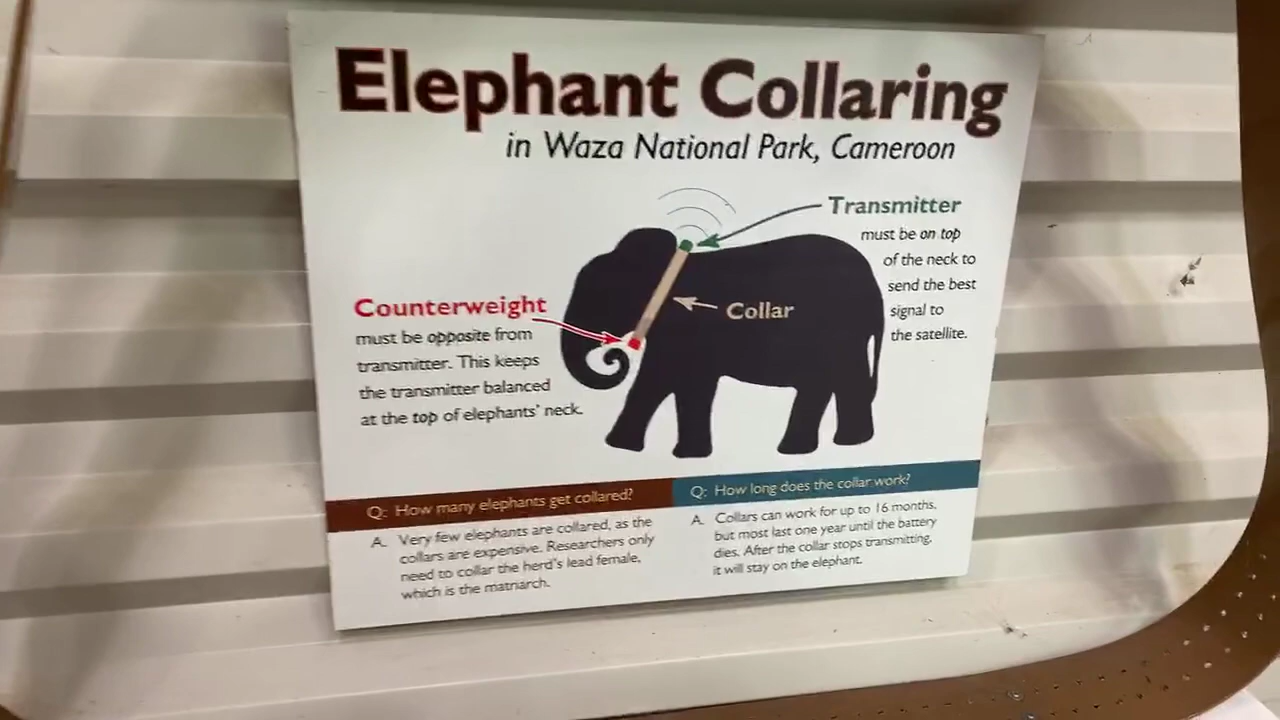 Elephant Collaring
in Waza National Park, Cameroon
Transmitter
must be on top
of the neck to
send the best
signal to
the satellite.
Counterweight
must be opposite from
transmitter. This keeps
the transmitter balanced
at the top of elephants' neck.
Collar
Q: How many elephants get collared?
A. Very few elephants are collared, as the
collars are expensive. Researchers only
need to collar the herd's lead female,
which is the matriarch.
Q: How long does the collar work?
A. Collars can work for up to 16 months,
but most last one year until the battery
dies. After the collar stops transmitting,
it will stay on the elephant.